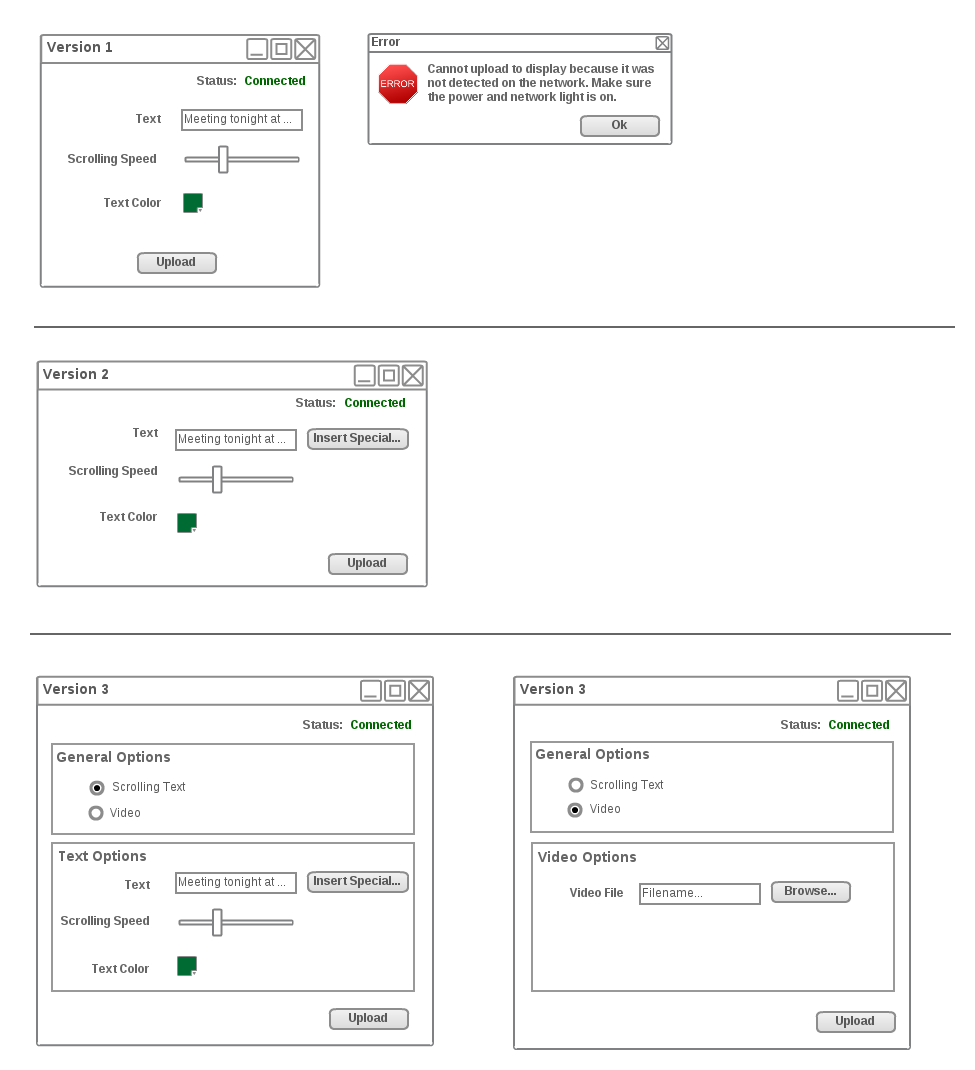 Version 1
Status: Connected
Text
Meeting tonight at ...
Scrolling Speed
Text Color
Upload
Error
ERROR
Cannot upload to display because it was
not detected on the network. Make sure
the power and network light is on.
Ok
Version 2
Status: Connected
Text
Meeting tonight at ...
Insert Special...
Scrolling Speed
Text Color
Upload
Version 3
Status: Connected
General Options
Scrolling Text
Video
Text Options
Text
Meeting tonight at ...
Insert Special...
Scrolling Speed
Text Color
Upload
Version 3
Status: Connected
General Options
Scrolling Text
Video
Video Options
Video File
Filename...
Browse...
Upload